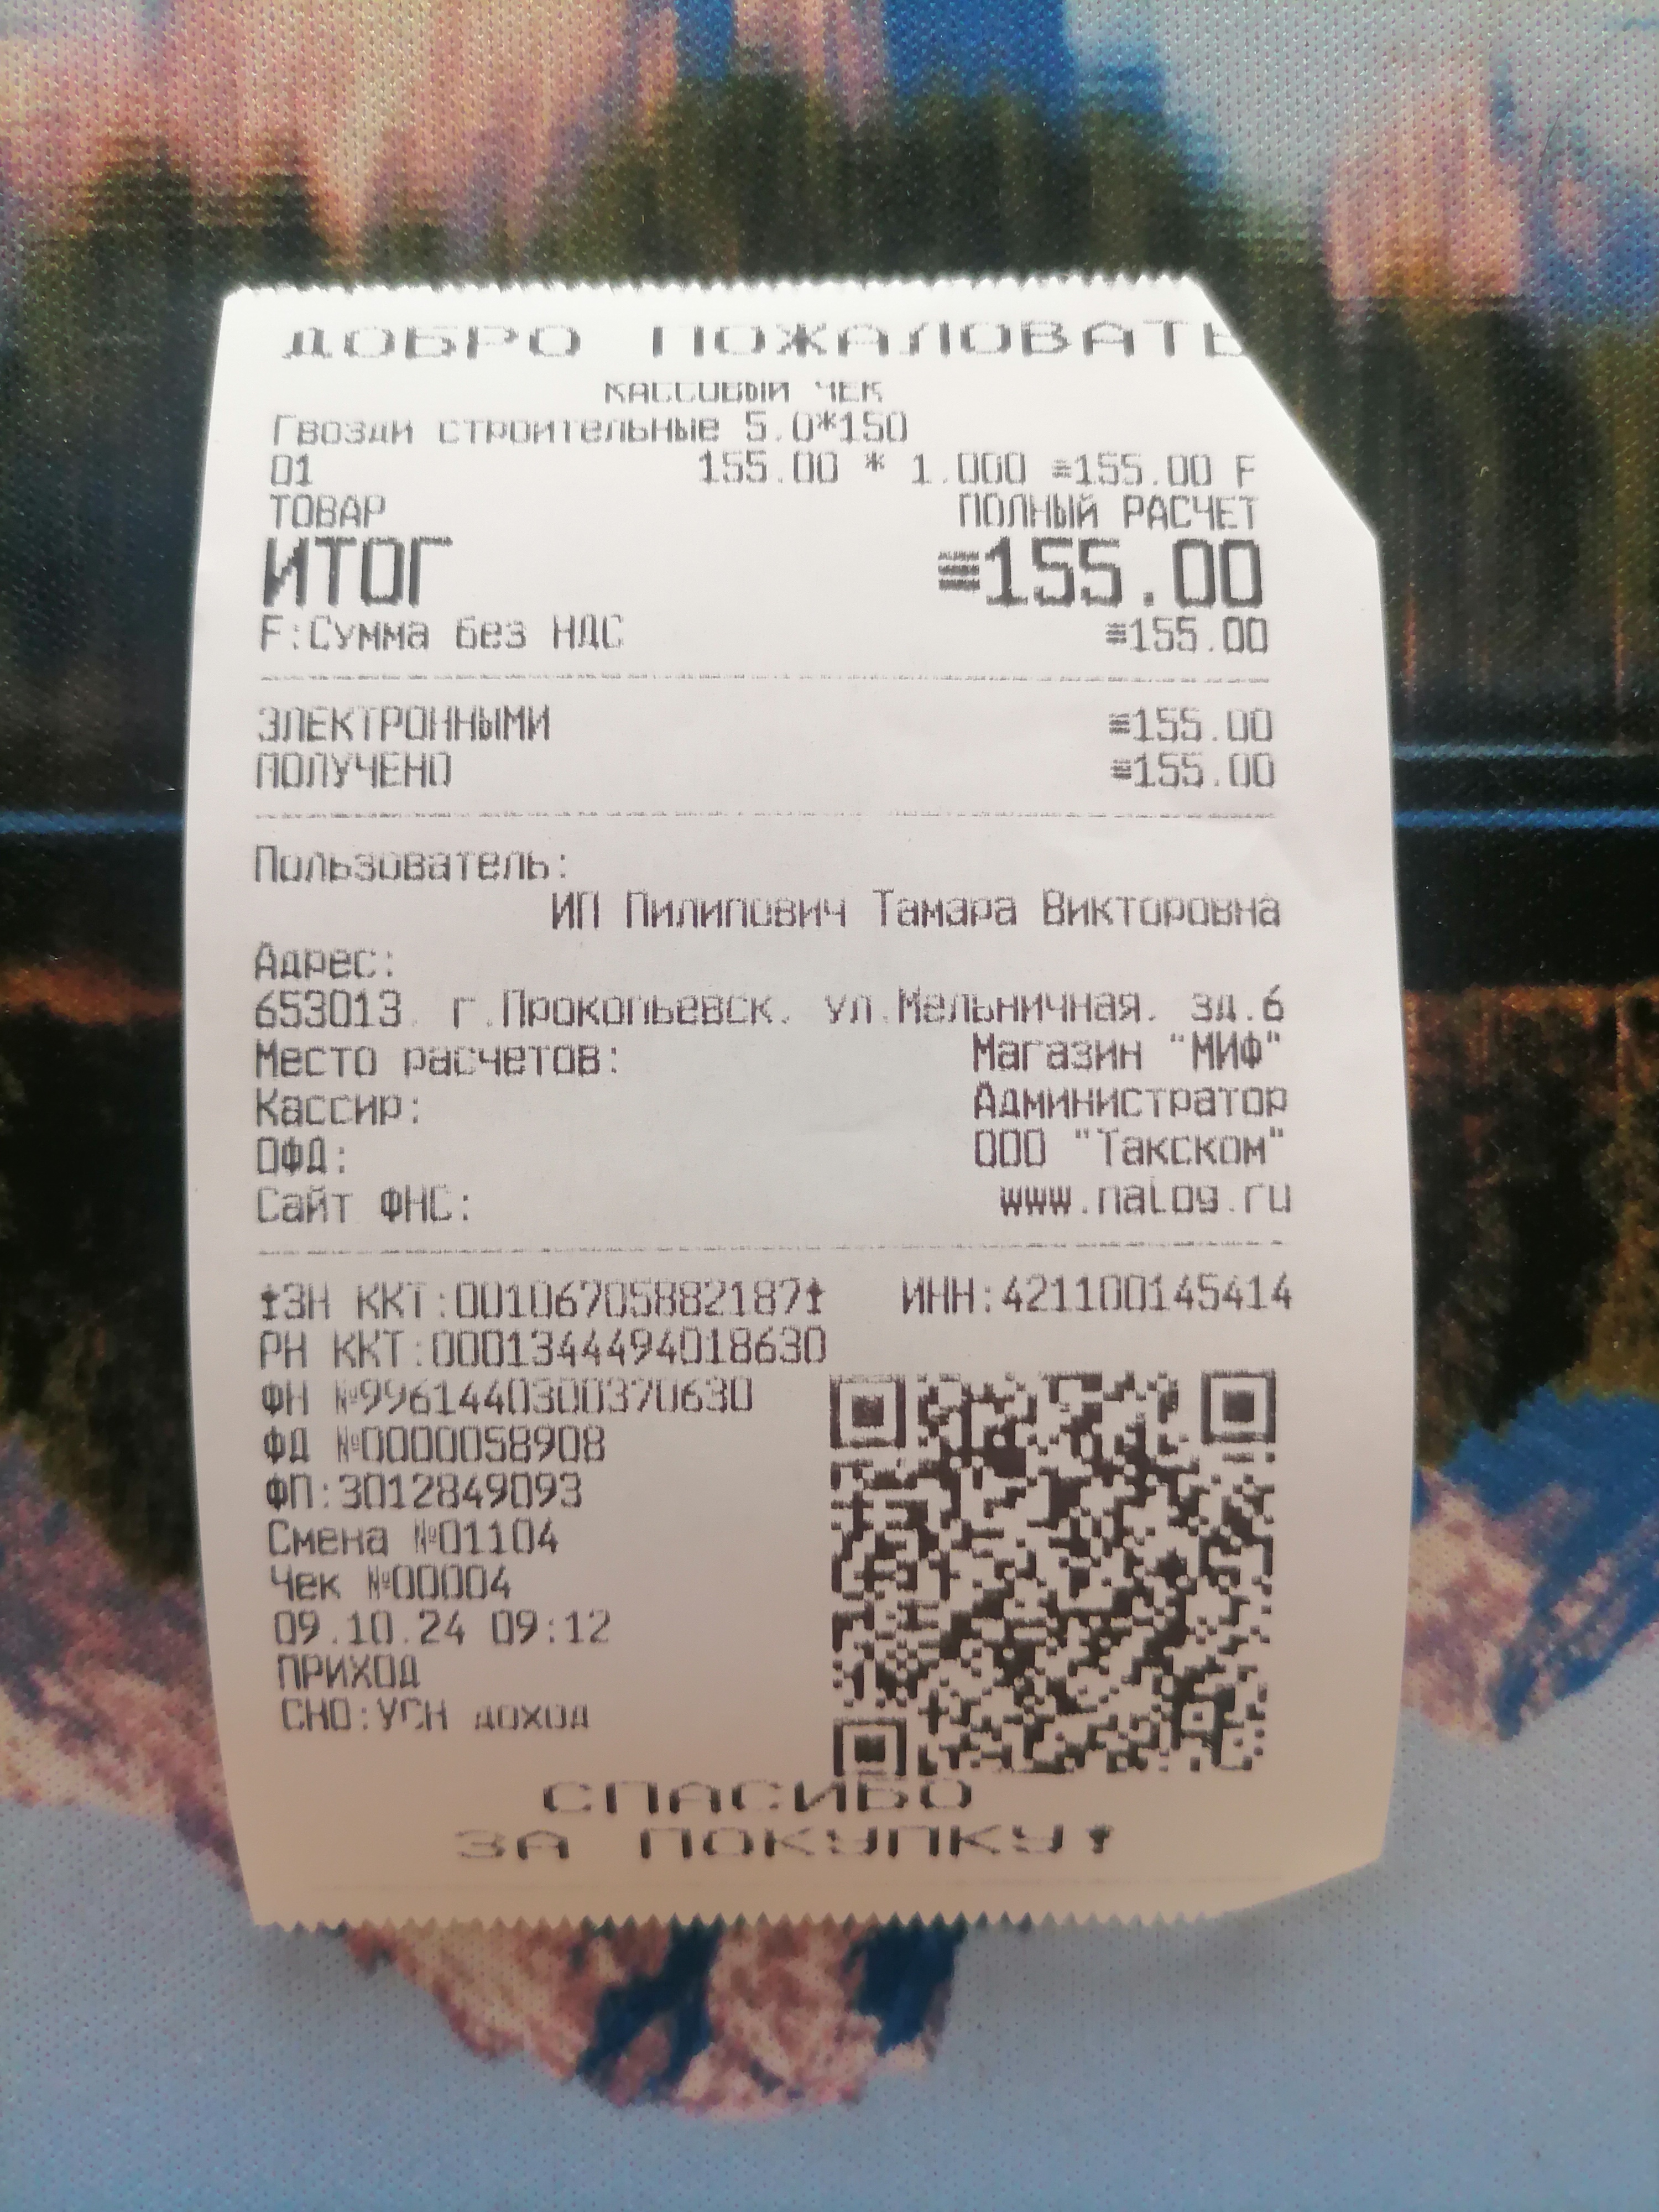 ДОБРО ПОЖАЛОВАТЬ
КАССОВЫЙ ЧЕК
Гвозди строительные 5.0*150
01 155.00 * 1.000 ≡155.00 F
ТОВАР ПОЛНЫЙ РАСЧЕТ
ИТОГ ≡155.00
F:Сумма без НДС ≡155.00
ЭЛЕКТРОННЫМИ ≡155.00
ПОЛУЧЕНО ≡155.00
Пользователь:
ИП Пилипович Тамара Викторовна
Адрес:
653013, г.Прокопьевск, ул.Мельничная, зд.6
Место расчетов: Магазин "МИФ"
Кассир: Администратор
ОФД: ООО "Такском"
Сайт ФНС: www.nalog.ru
ЗН ККТ:00106705882187 ИНН:421100145414
РН ККТ:0001344494018630
ФН №9961440300370630
ФД №0000058908
ФП:3012849093
Смена №01104
Чек №00004
09.10.24 09:12
ПРИХОД
СНО:УСН доход
СПАСИБО
ЗА ПОКУПКУ!